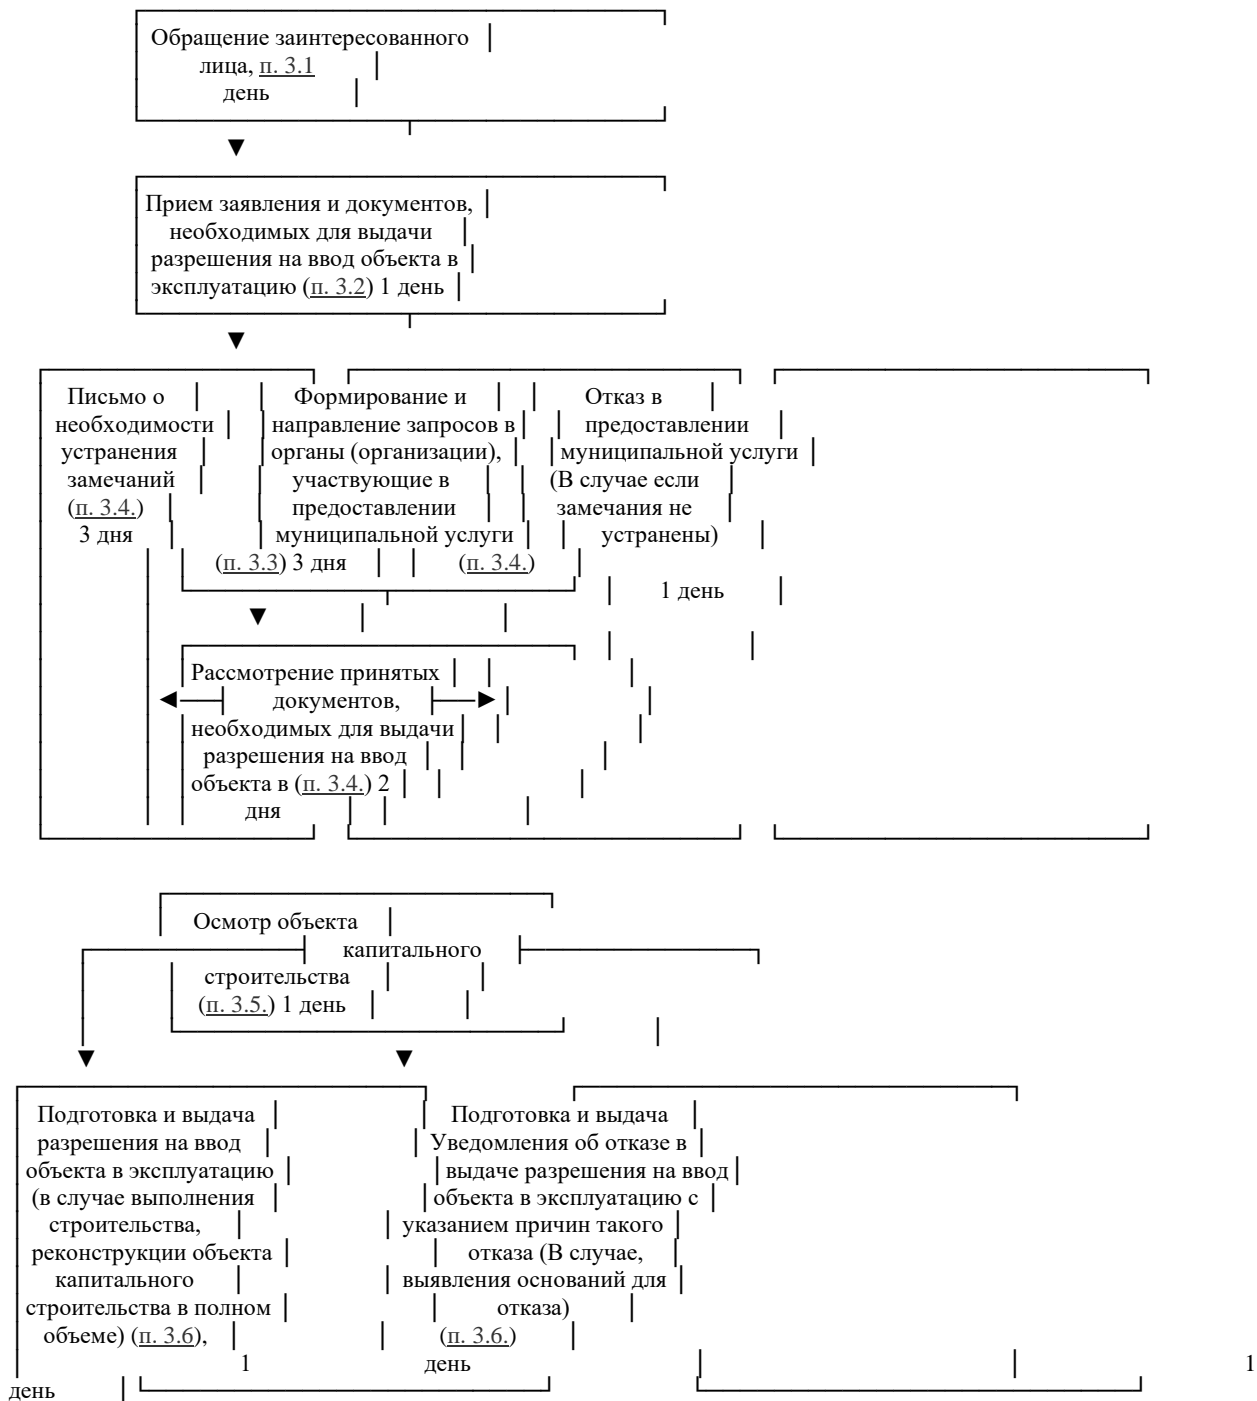 Обращение заинтересованного
лица, п. 3.1
день
▼
Прием заявления и документов,
необходимых для выдачи
разрешения на ввод объекта в
эксплуатацию (п. 3.2) 1 день
▼
Письмо о Формирование и Отказ в
необходимости направление запросов в предоставлении
устранения органы (организации), муниципальной услуги
замечаний участвующие в (В случае если
(п. 3.4.) предоставлении замечания не
3 дня муниципальной услуги устранены)
(п. 3.3) 3 дня (п. 3.4.)
1 день
▼
Рассмотрение принятых
документов,
необходимых для выдачи
разрешения на ввод
объекта в (п. 3.4.) 2
дня
Осмотр объекта
капитального
строительства
(п. 3.5.) 1 день
▼ ▼
Подготовка и выдача Подготовка и выдача
разрешения на ввод Уведомления об отказе в
объекта в эксплуатацию выдаче разрешения на ввод
(в случае выполнения объекта в эксплуатацию с
строительства, указанием причин такого
реконструкции объекта отказа (В случае,
капитального выявления оснований для
строительства в полном отказа)
объеме) (п. 3.6), (п. 3.6.)
1 день 1
день